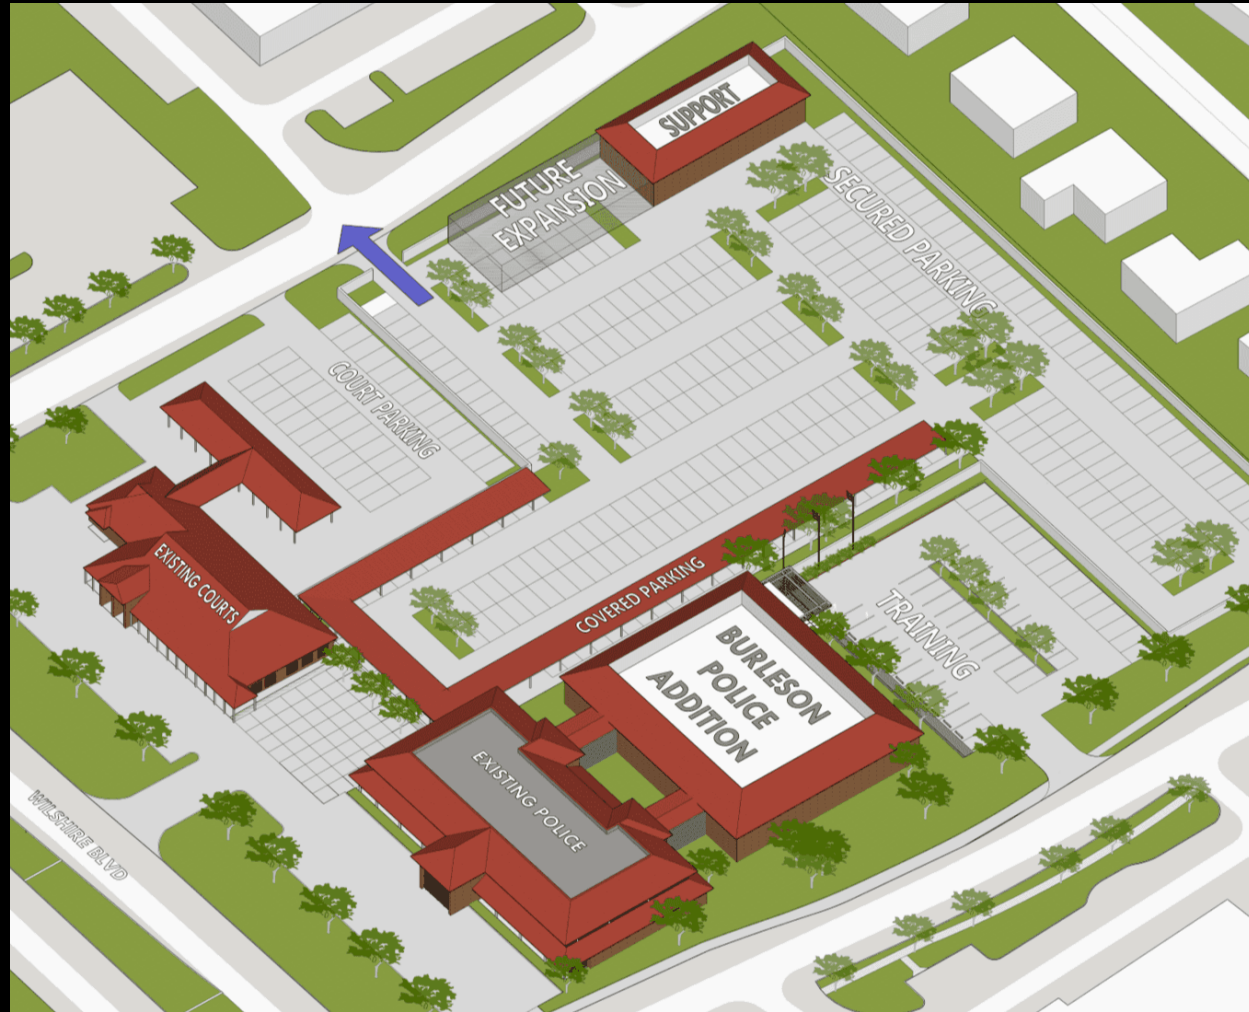 SUPPORT
FUTURE
EXPANSION
SECURED PARKING
COURT PARKING
EXISTING COURTS
COVERED PARKING
TRAINING
BURLESON
POLICE
ADDITION
EXISTING POLICE
WILSHIRE BLVD